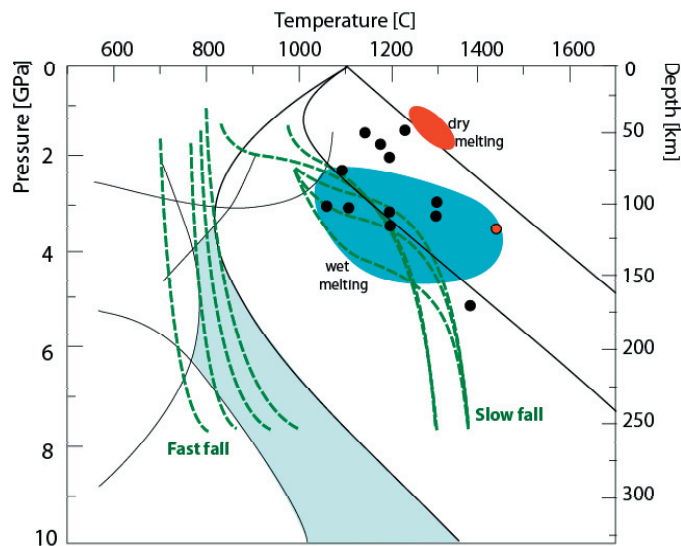 Temperature [C]
600 800 1000 1200 1400 1600
Pressure [GPa]
0
2
4
6
8
10
Depth [km]
0
50
100
150
200
250
300
dry
melting
wet
melting
Slow fall
Fast fall